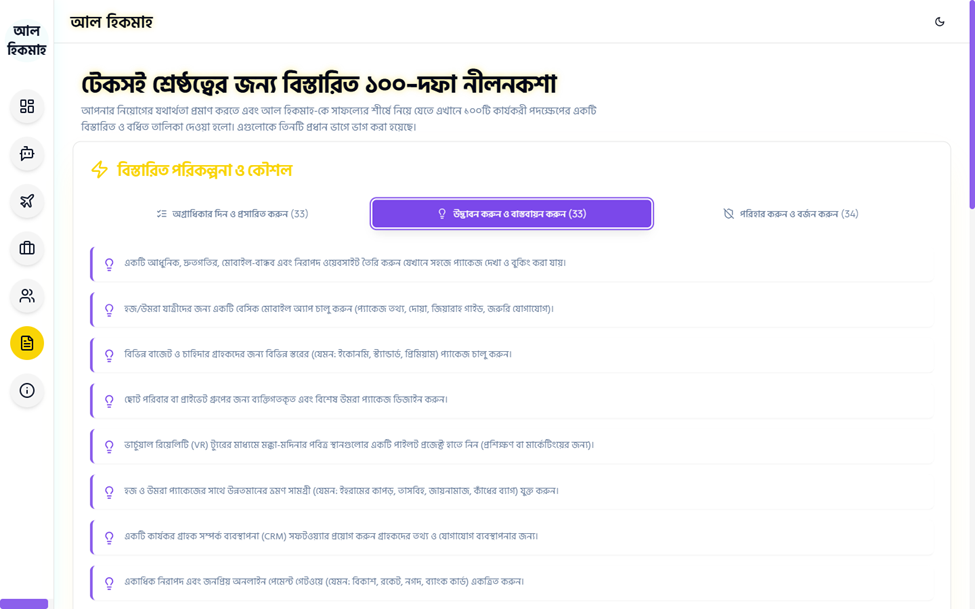 আল
হিকমাহ
আল হিকমাহ
টেকসই শ্রেষ্ঠত্বের জন্য বিস্তারিত ১০০-দফা নীলনকশা
আপনার নিয়োগের যথার্থতা প্রমাণ করতে এবং আল হিকমাহ-কে সাফল্যের শীর্ষে নিয়ে যেতে এখানে ১০০টি কার্যকরী পদক্ষেপের একটি
বিস্তারিত ও বর্ধিত তালিকা দেওয়া হলো। এগুলোকে তিনটি প্রধান ভাগে ভাগ করা হয়েছে।
বিস্তারিত পরিকল্পনা ও কৌশল
অগ্রাধিকার দিন ও প্রসারিত করুন (33)
উদ্ভাবন করুন ও বাস্তবায়ন করুন (33)
পরিহার করুন ও বর্জন করুন (34)
একটি আধুনিক, দ্রুতগতির, মোবাইল-বান্ধব এবং নিরাপদ ওয়েবসাইট তৈরি করুন যেখানে সহজে প্যাকেজ দেখা ও বুকিং করা যায়।
হজ/উমরা যাত্রীদের জন্য একটি বেসিক মোবাইল অ্যাপ চালু করুন (প্যাকেজ তথ্য, দোয়া, জিয়ারাহ গাইড, জরুরি যোগাযোগ)।
বিভিন্ন বাজেট ও চাহিদার গ্রাহকদের জন্য বিভিন্ন স্তরের (যেমন: ইকোনমি, স্ট্যান্ডার্ড, প্রিমিয়াম) প্যাকেজ চালু করুন।
ছোট পরিবার বা প্রাইভেট গ্রুপের জন্য ব্যক্তিগতকৃত এবং বিশেষ উমরা প্যাকেজ ডিজাইন করুন।
ভার্চুয়াল রিয়েলিটি (VR) ট্যুরের মাধ্যমে মক্কা-মদিনার পবিত্র স্থানগুলোর একটি পাইলট প্রজেক্ট হাতে নিন (প্রশিক্ষণ বা মার্কেটিংয়ের জন্য)।
হজ ও উমরা প্যাকেজের সাথে উন্নতমানের ভ্রমণ সামগ্রী (যেমন: ইহরামের কাপড়, তাসবিহ, জায়নামাজ, কাঁধের ব্যাগ) যুক্ত করুন।
একটি কার্যকর গ্রাহক সম্পর্ক ব্যবস্থাপনা (CRM) সফটওয়্যার প্রয়োগ করুন গ্রাহকদের তথ্য ও যোগাযোগ ব্যবস্থাপনার জন্য।
একাধিক নিরাপদ এবং জনপ্রিয় অনলাইন পেমেন্ট গেটওয়ে (যেমন: বিকাশ, রকেট, নগদ, ব্যাংক কার্ড) একত্রিত করুন।